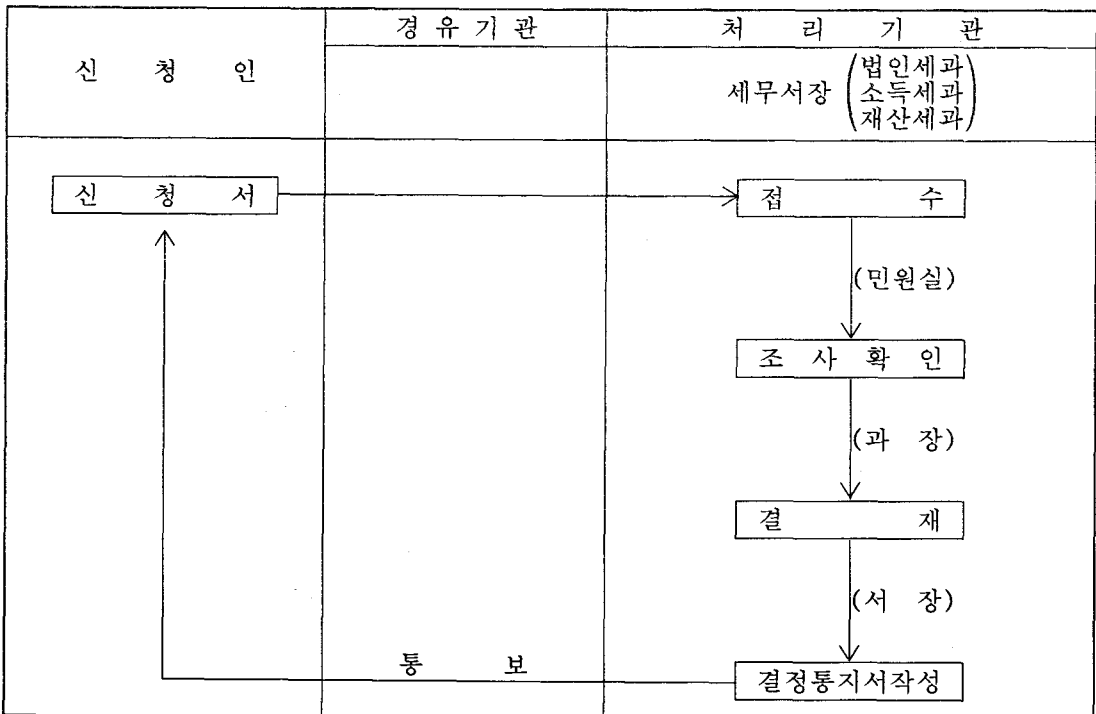 신 청 인
경 유 기 관
처 리 기 관
세무서장 (법인세과
소득세과
재산세과)
신 청 서
접 수
(민원실)
조 사 확 인
(과 장)
결 재
(서 장)
통 보
결정통지서작성